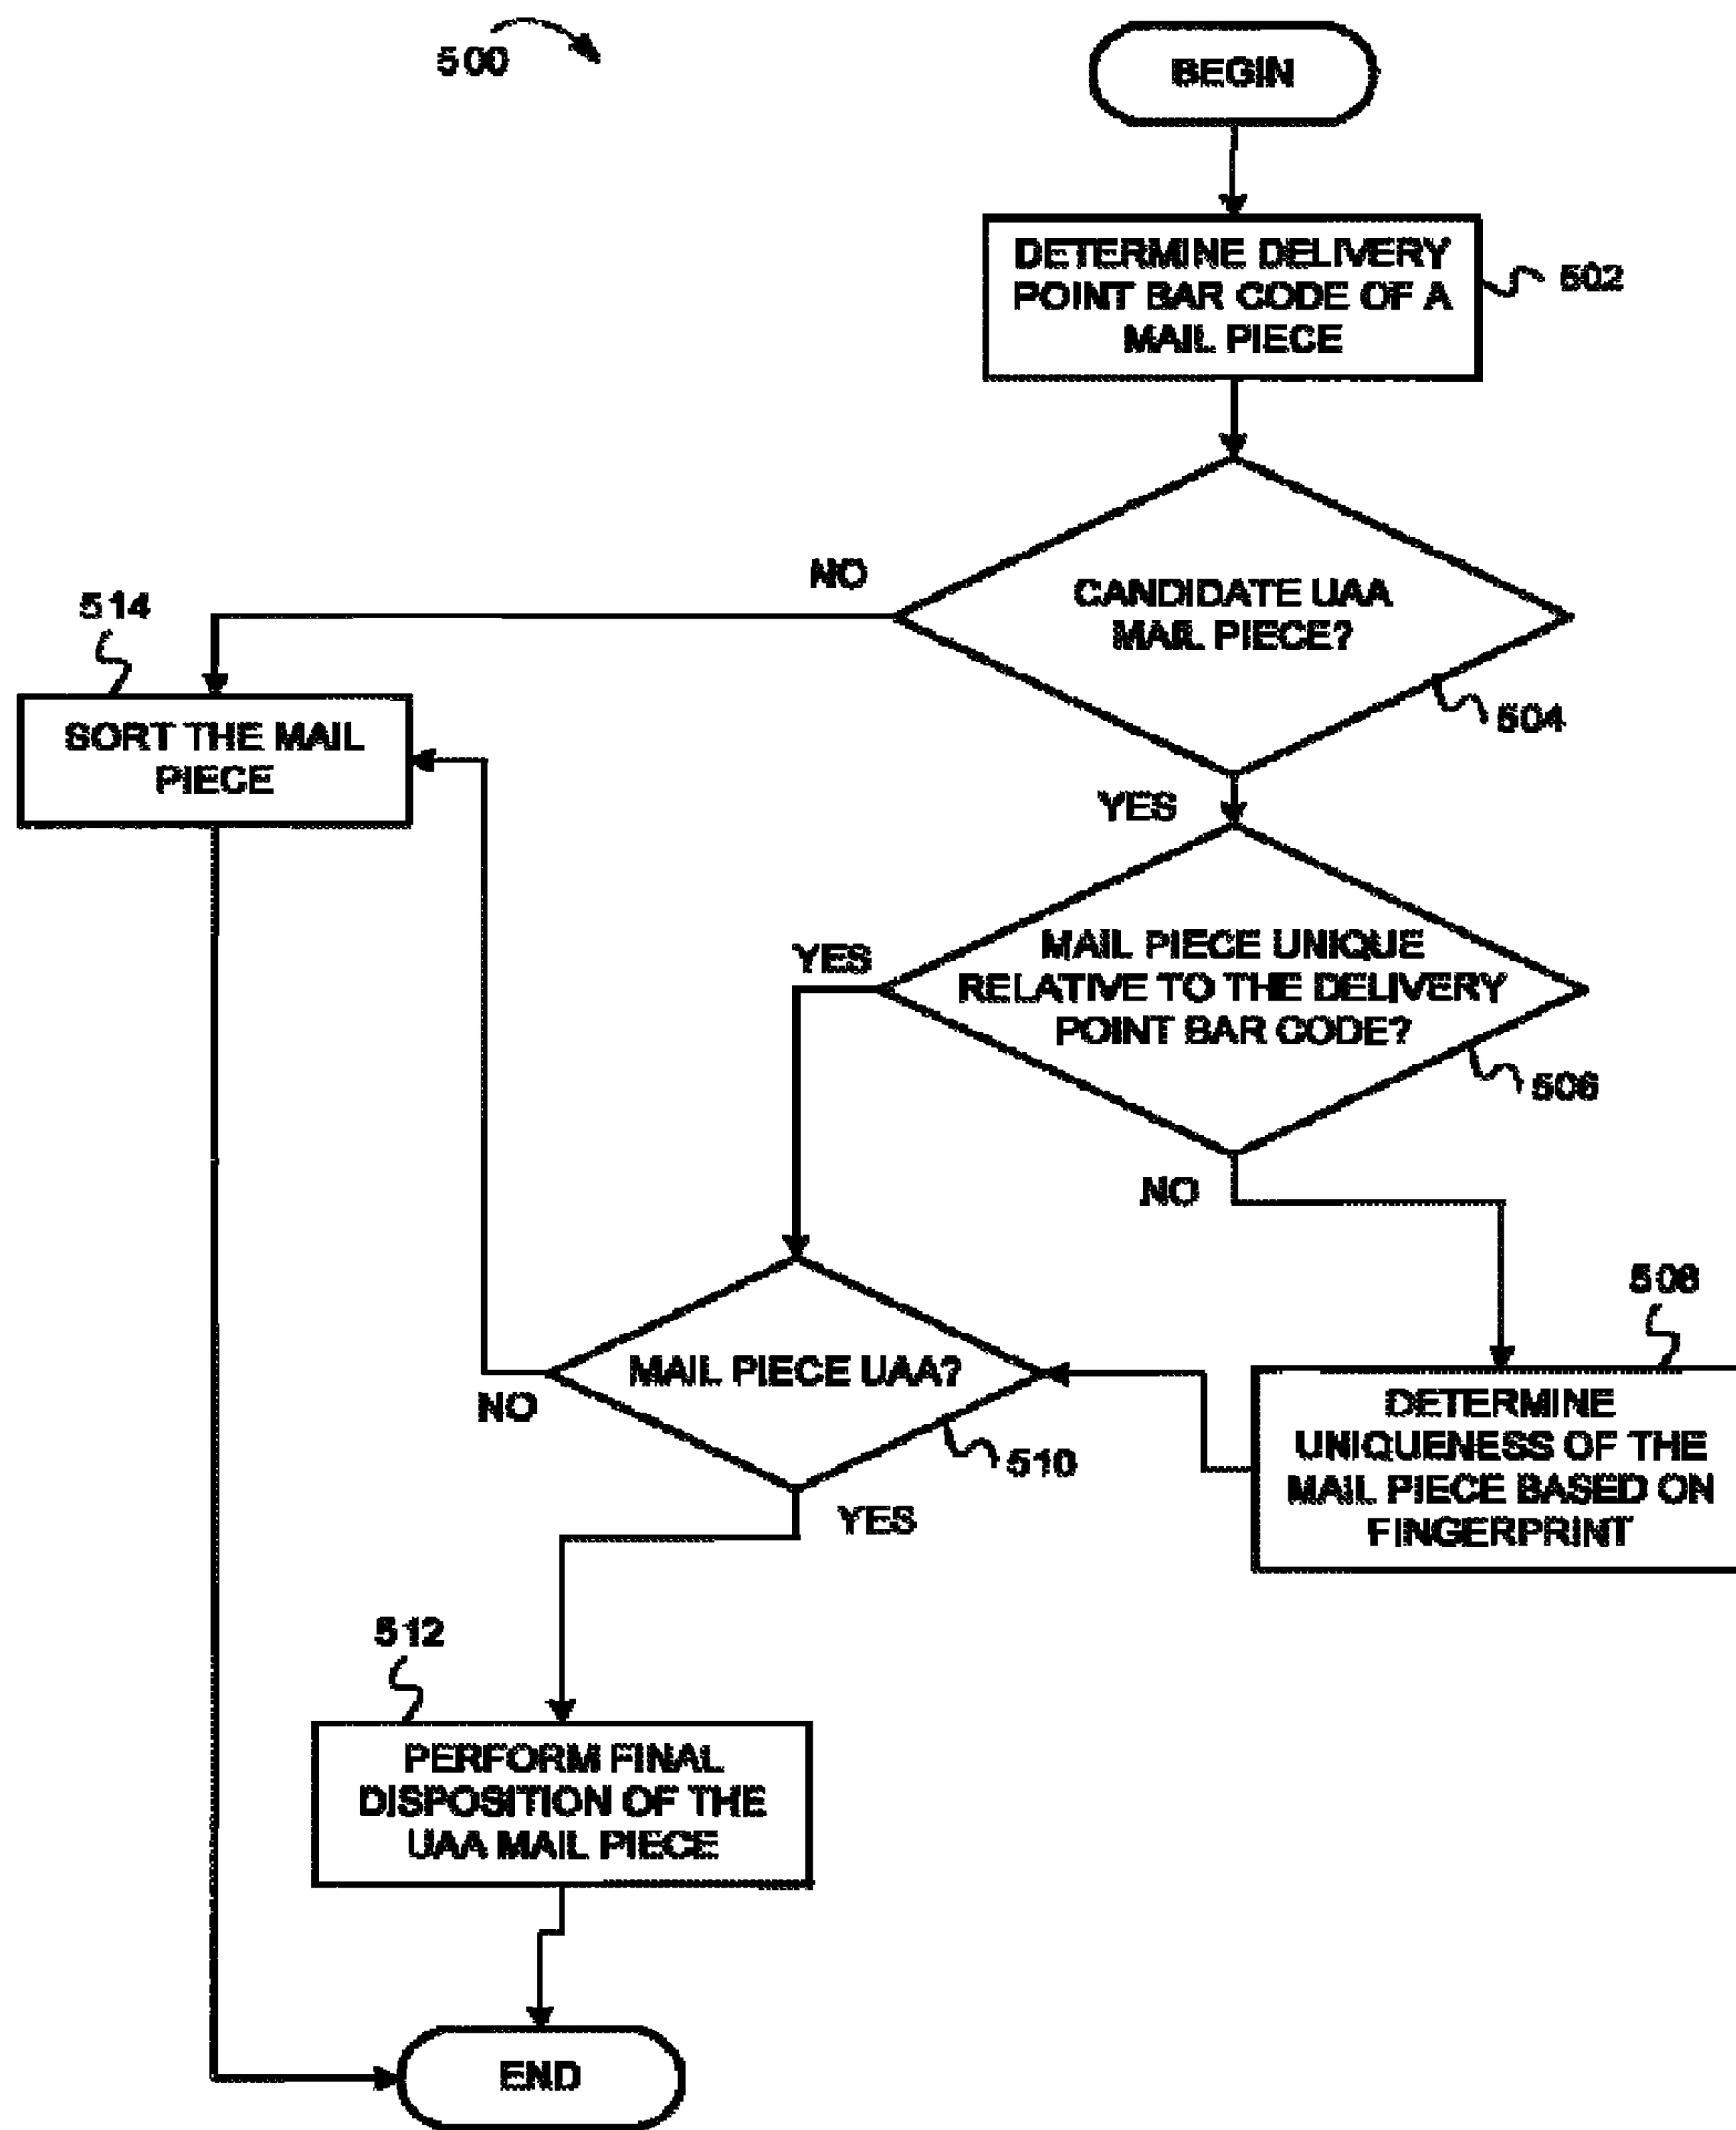 500
BEGIN
DETERMINE DELIVERY
POINT BAR CODE OF A
MAIL PIECE
502
CANDIDATE UAA
MAIL PIECE?
504
NO
YES
514
SORT THE MAIL
PIECE
MAIL PIECE UNIQUE
RELATIVE TO THE DELIVERY
POINT BAR CODE?
506
YES
NO
508
DETERMINE
UNIQUENESS OF THE
MAIL PIECE BASED ON
FINGERPRINT
MAIL PIECE UAA?
510
NO
YES
512
PERFORM FINAL
DISPOSITION OF THE
UAA MAIL PIECE
END